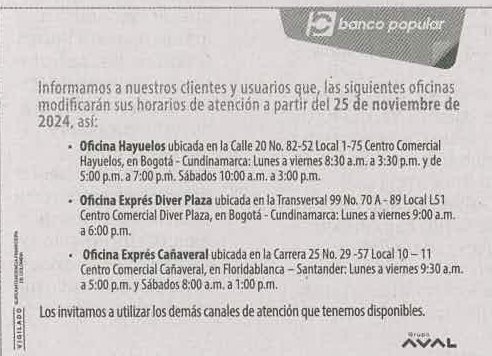 banco popular
Informamos a nuestros clientes y usuarios que, las siguientes oficinas
modificarán sus horarios de atención a partir del 25 de noviembre de
2024, así:
• Oficina Hayuelos ubicada en la Calle 20 No. 82-52 Local 1-75 Centro Comercial
Hayuelos, en Bogotá - Cundinamarca: Lunes a viernes 8:30 a.m. a 3:30 p.m. y de
5:00 p.m. a 7:00 p.m. Sábados 10:00 a.m. a 3:00 p.m.
• Oficina Exprés Diver Plaza ubicada en la Transversal 99 No. 70 A - 89 Local L51
Centro Comercial Diver Plaza, en Bogotá - Cundinamarca: Lunes a viernes 9:00 a.m.
a 6:00 p.m.
• Oficina Exprés Cañaveral ubicada en la Carrera 25 No. 29 -57 Local 10 – 11
Centro Comercial Cañaveral, en Floridablanca – Santander: Lunes a viernes 9:30 a.m.
a 5:00 p.m. y Sábados 8:00 a.m. a 1:00 p.m.
Los invitamos a utilizar los demás canales de atención que tenemos disponibles.
VIGILADO SUPERINTENDENCIA FINANCIERA
DE COLOMBIA
Grupo
AVAL